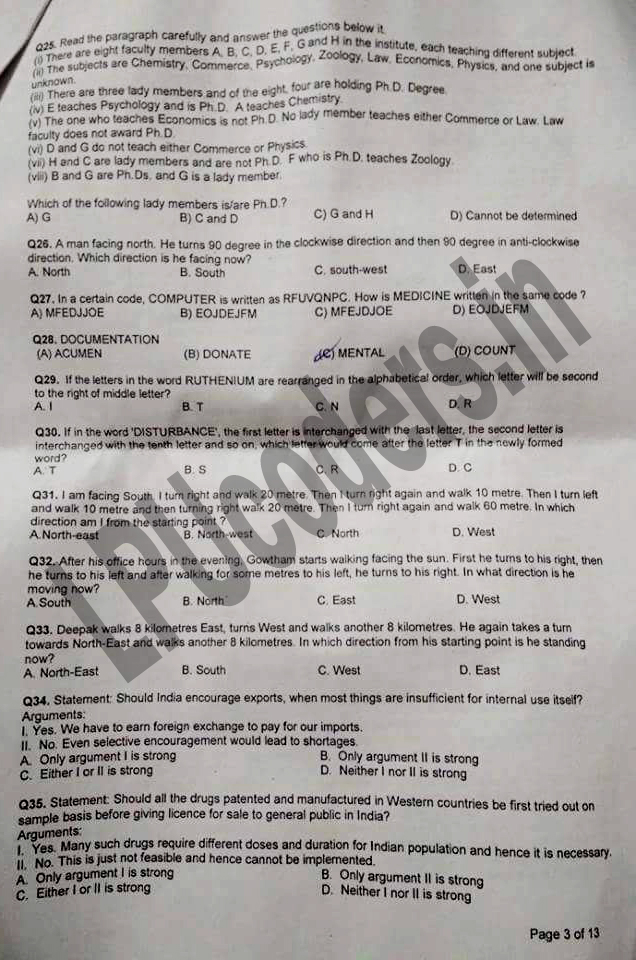 Q25. Read the paragraph carefully and answer the questions below it.
(i) There are eight faculty members A, B, C, D, E, F, G and H in the institute, each teaching different subject.
(ii) The subjects are Chemistry, Commerce, Psychology, Zoology, Law, Economics, Physics, and one subject is
unknown.
(iii) There are three lady members and of the eight, four are holding Ph.D. Degree.
(iv) E teaches Psychology and is Ph.D. A teaches Chemistry.
(v) The one who teaches Economics is not Ph.D. No lady member teaches either Commerce or Law. Law
faculty does not award Ph.D.
(vi) D and G do not teach either Commerce or Physics.
(vii) H and C are lady members and are not Ph.D. F who is Ph.D. teaches Zoology.
(viii) B and G are Ph.Ds. and G is a lady member.
Which of the following lady members is/are Ph.D.?
A) G B) C and D C) G and H D) Cannot be determined
Q26. A man facing north. He turns 90 degree in the clockwise direction and then 90 degree in anti-clockwise
direction. Which direction is he facing now?
A. North B. South C. south-west D. East
Q27. In a certain code, COMPUTER is written as RFUVQNPC. How is MEDICINE written in the same code ?
A) MFEDJJOE B) EOJDEJFM C) MFEJDJOE D) EOJDJEFM
Q28. DOCUMENTATION
(A) ACUMEN (B) DONATE (C) MENTAL (D) COUNT
Q29. If the letters in the word RUTHENIUM are rearranged in the alphabetical order, which letter will be second
to the right of middle letter?
A. I B. T C. N D. R
Q30. If in the word 'DISTURBANCE', the first letter is interchanged with the last letter, the second letter is
interchanged with the tenth letter and so on, which letter would come after the letter T in the newly formed
word?
A. T B. S C. R D. C
Q31. I am facing South. I turn right and walk 20 metre. Then I turn right again and walk 10 metre. Then I turn left
and walk 10 metre and then turning right walk 20 metre. Then I turn right again and walk 60 metre. In which
direction am I from the starting point ?
A.North-east B. North-west C. North D. West
Q32. After his office hours in the evening, Gowtham starts walking facing the sun. First he turns to his right, then
he turns to his left and after walking for some metres to his left, he turns to his right. In what direction is he
moving now?
A.South B. North C. East D. West
Q33. Deepak walks 8 kilometres East, turns West and walks another 8 kilometres. He again takes a turn
towards North-East and walks another 8 kilometres. In which direction from his starting point is he standing
now?
A. North-East B. South C. West D. East
Q34. Statement: Should India encourage exports, when most things are insufficient for internal use itself?
Arguments:
I. Yes. We have to earn foreign exchange to pay for our imports.
II. No. Even selective encouragement would lead to shortages.
A. Only argument I is strong B. Only argument II is strong
C. Either I or II is strong D. Neither I nor II is strong
Q35. Statement: Should all the drugs patented and manufactured in Western countries be first tried out on
sample basis before giving licence for sale to general public in India?
Arguments:
I. Yes. Many such drugs require different doses and duration for Indian population and hence it is necessary.
II. No. This is just not feasible and hence cannot be implemented.
A. Only argument I is strong B. Only argument II is strong
C. Either I or II is strong D. Neither I nor II is strong
Page 3 of 13
LPUcoders.in